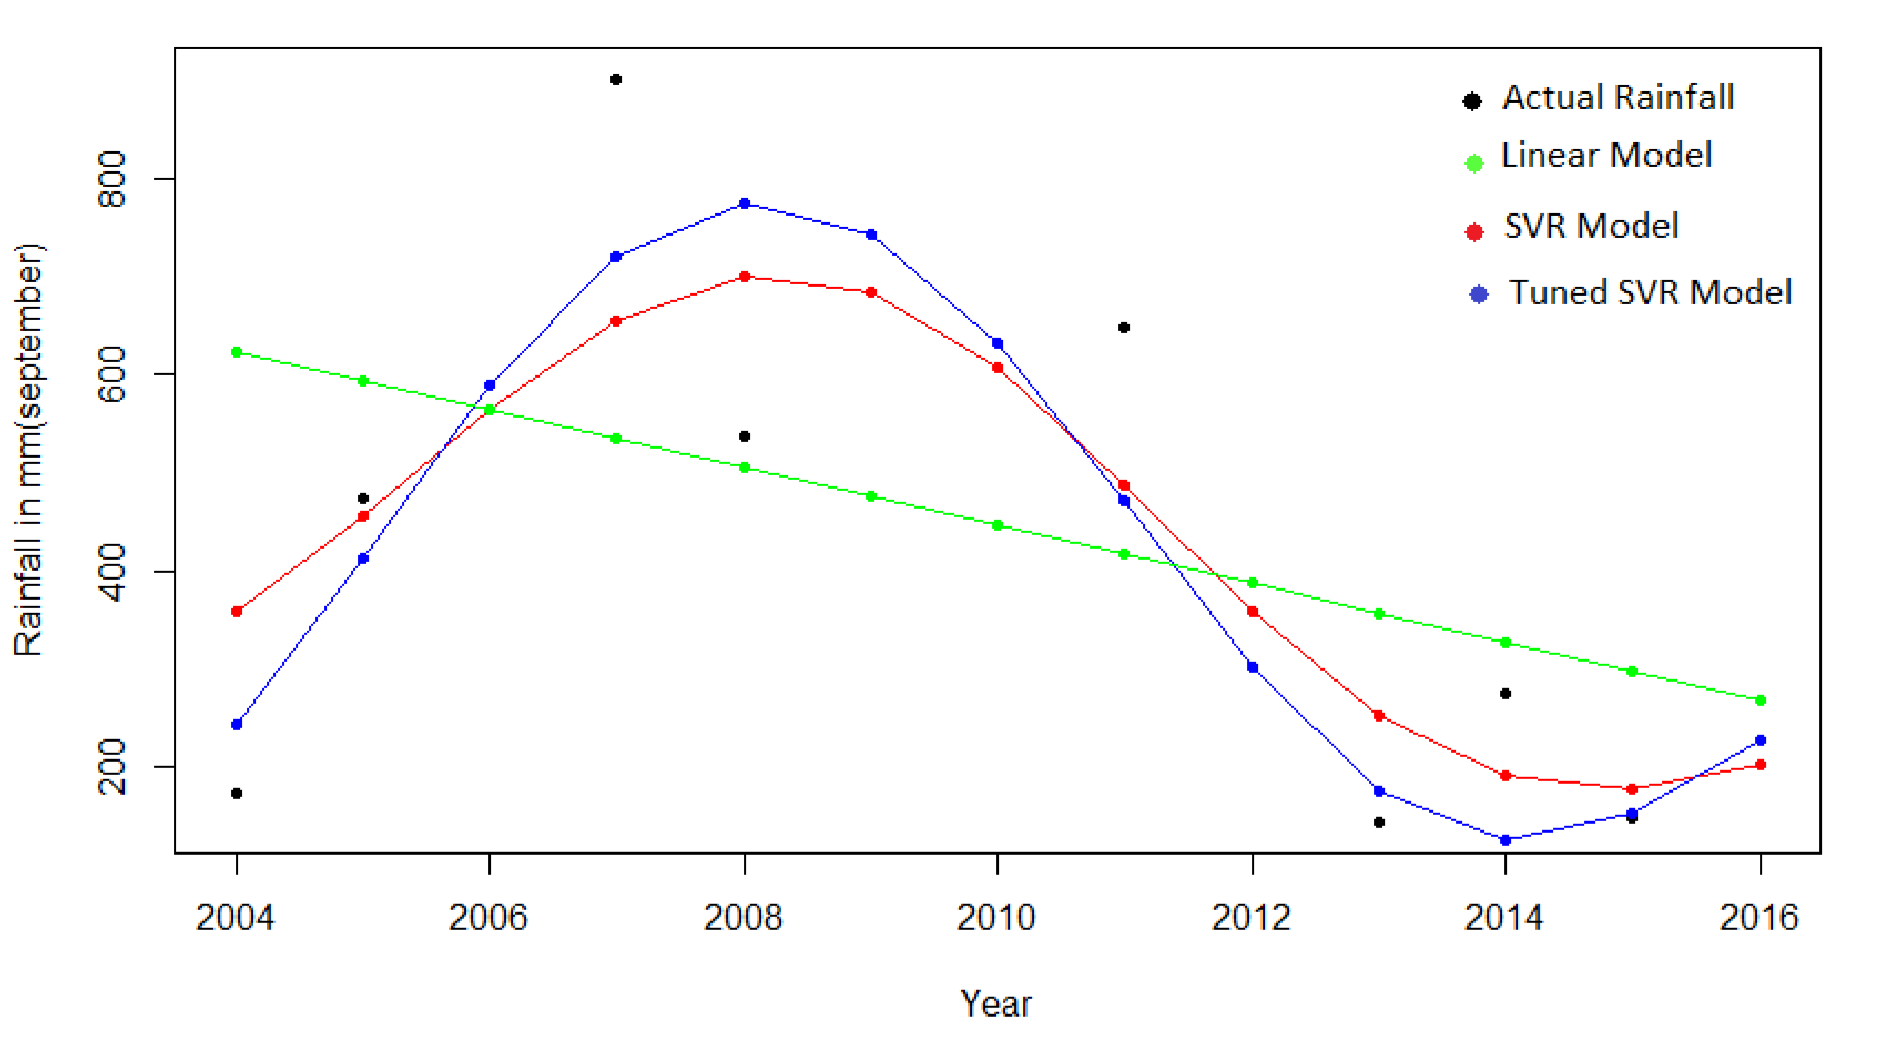 Actual Rainfall
Linear Model
SVR Model
Tuned SVR Model
Rainfall in mm(september)
800
600
400
200
2004 2006 2008 2010 2012 2014 2016
Year